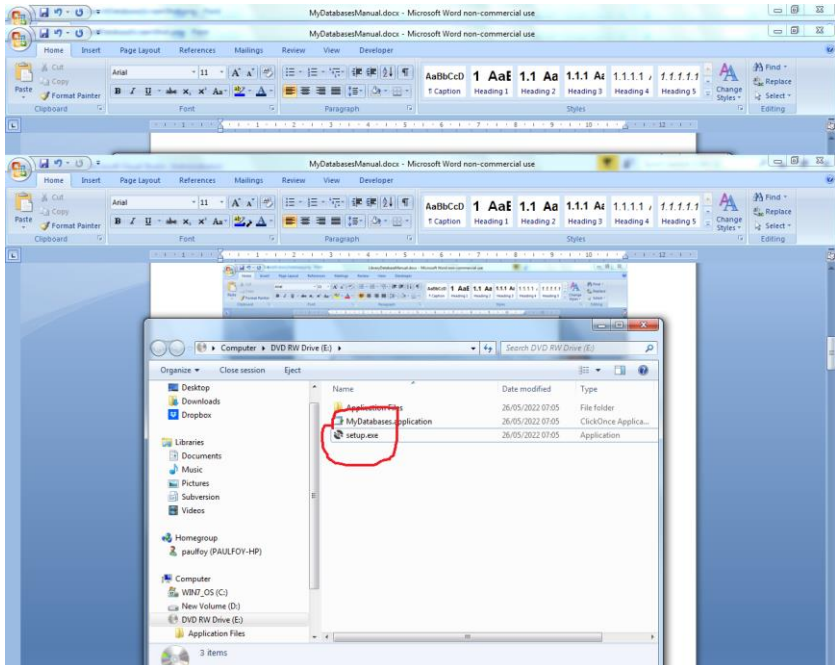 MyDatabasesManual.docx - Microsoft Word non-commercial use
MyDatabasesManual.docx - Microsoft Word non-commercial use
Home Insert Page Layout References Mailings Review View Developer
Cut
Copy
Paste
Format Painter
Arial 11
AaBbCcD 1 AaE 1.1 Aa 1.1.1 Aa 1.1.1.1 1.1.1.1.1
¶ Caption Heading 1 Heading 2 Heading 3 Heading 4 Heading 5
Change Styles
Find
Replace
Select
Clipboard Font Paragraph Styles Editing
MyDatabasesManual.docx - Microsoft Word non-commercial use
Home Insert Page Layout References Mailings Review View Developer
Cut
Copy
Paste
Format Painter
Arial 11
AaBbCcD 1 AaE 1.1 Aa 1.1.1 Aa 1.1.1.1 1.1.1.1.1
¶ Caption Heading 1 Heading 2 Heading 3 Heading 4 Heading 5
Change Styles
Find
Replace
Select
Clipboard Font Paragraph Styles Editing
Computer DVD RW Drive (E:) Search DVD RW Drive (E:)
Organize Close session Eject
Desktop
Downloads
Dropbox
Libraries
Documents
Music
Pictures
Subversion
Videos
Homegroup
paulfoy (PAULFOY-HP)
Computer
WIN7_OS (C:)
New Volume (D:)
DVD RW Drive (E:)
Application Files
Name Date modified Type
Application Files 26/05/2022 07:05 File folder
MyDatabases.application 26/05/2022 07:05 ClickOnce Applica...
setup.exe 26/05/2022 07:05 Application
3 items